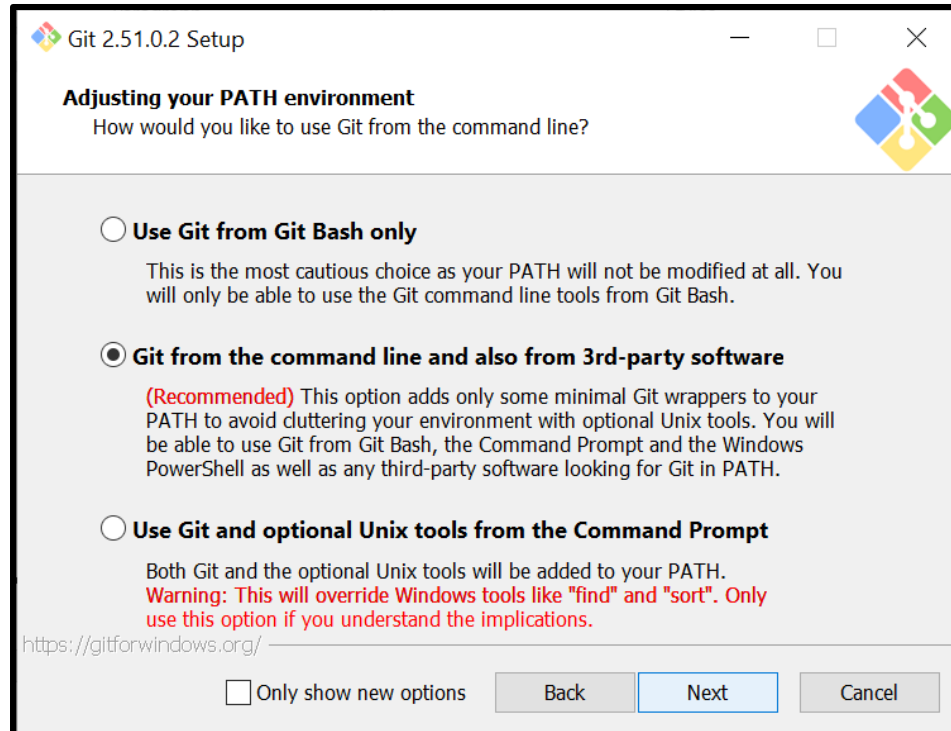 Git 2.51.0.2 Setup
Adjusting your PATH environment
How would you like to use Git from the command line?
Use Git from Git Bash only
This is the most cautious choice as your PATH will not be modified at all. You
will only be able to use the Git command line tools from Git Bash.
Git from the command line and also from 3rd-party software
(Recommended) This option adds only some minimal Git wrappers to your
PATH to avoid cluttering your environment with optional Unix tools. You will
be able to use Git from Git Bash, the Command Prompt and the Windows
PowerShell as well as any third-party software looking for Git in PATH.
Use Git and optional Unix tools from the Command Prompt
Both Git and the optional Unix tools will be added to your PATH.
Warning: This will override Windows tools like "find" and "sort". Only
use this option if you understand the implications.
https://gitforwindows.org/
Only show new options
Back
Next
Cancel